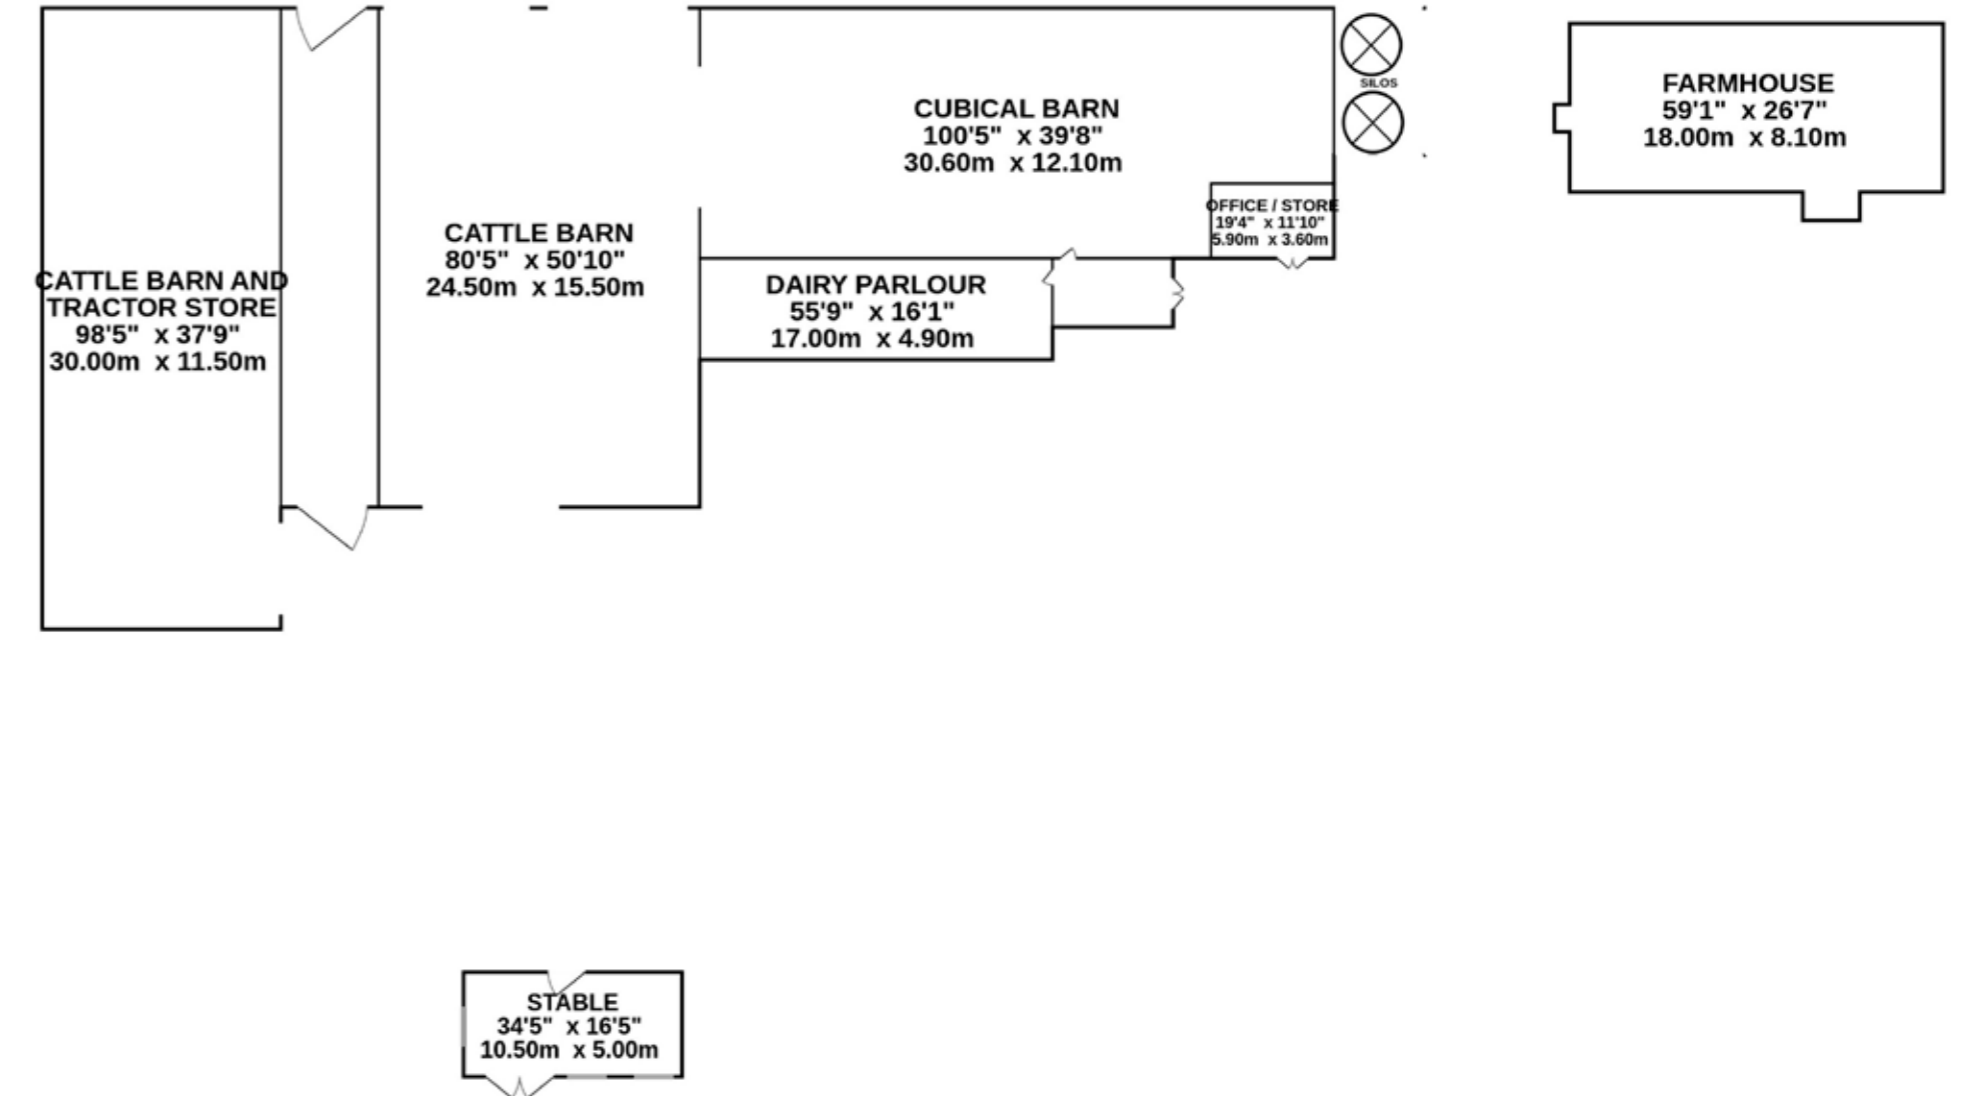 CATTLE BARN AND
TRACTOR STORE
98'5" x 37'9"
30.00m x 11.50m
CATTLE BARN
80'5" x 50'10"
24.50m x 15.50m
CUBICAL BARN
100'5" x 39'8"
30.60m x 12.10m
SILOS
OFFICE / STORE
19'4" x 11'10"
5.90m x 3.60m
DAIRY PARLOUR
55'9" x 16'1"
17.00m x 4.90m
FARMHOUSE
59'1" x 26'7"
18.00m x 8.10m
STABLE
34'5" x 16'5"
10.50m x 5.00m